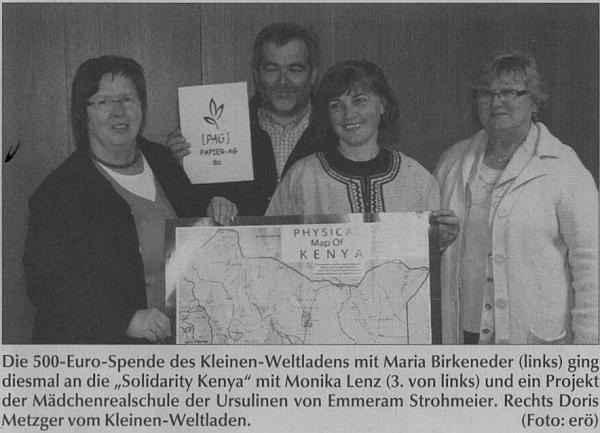 [PAG]
PAPIER-AG
Bc
PHYSICA
Map Of
KENYA
Die 500-Euro-Spende des Kleinen-Weltladens mit Maria Birkeneder (links) ging
diesmal an die „Solidarity Kenya" mit Monika Lenz (3. von links) und ein Projekt
der Mädchenrealschule der Ursulinen von Emmeram Strohmeier. Rechts Doris
Metzger vom Kleinen-Weltladen. (Foto: erö)